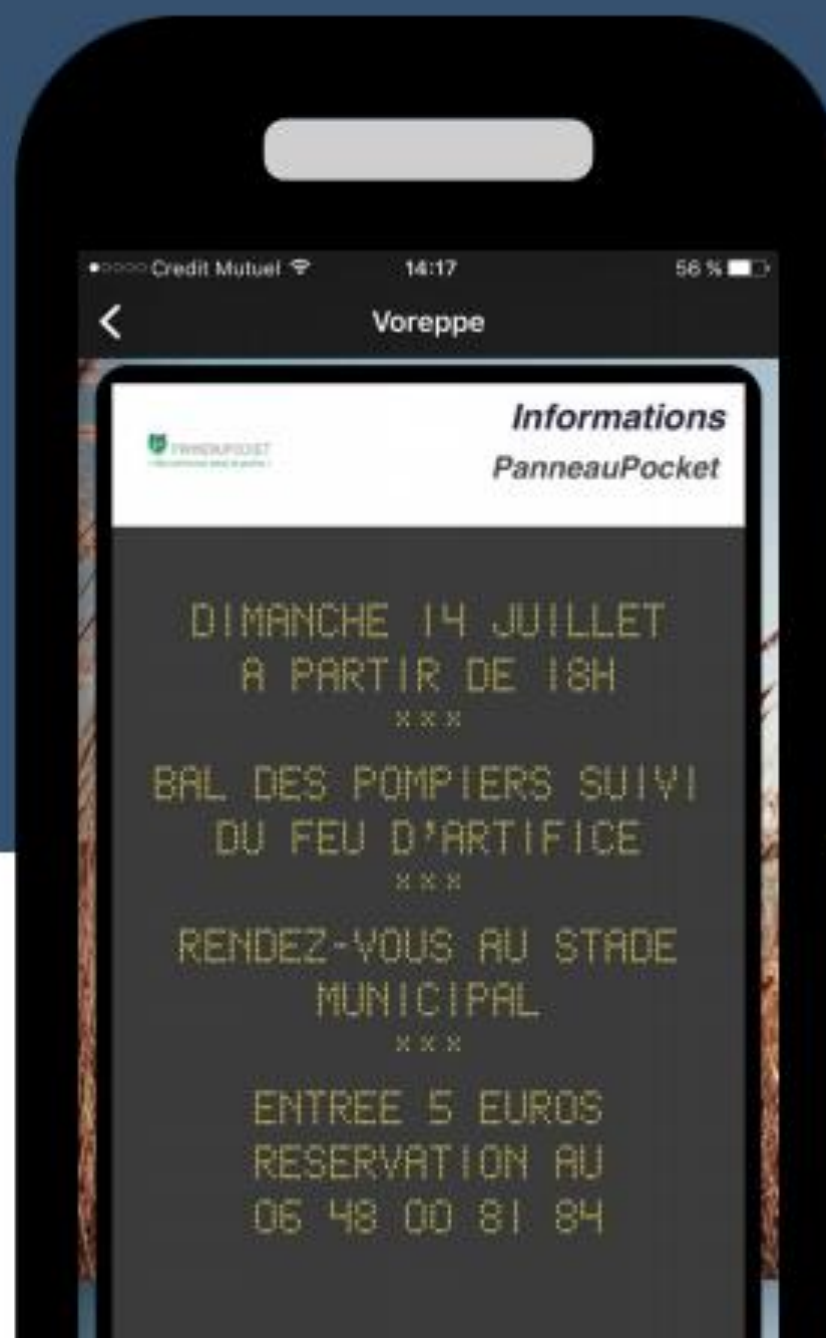 Credit Mutuel 14:17 56 %
Voreppe
Informations
PANNEAUPOCKET
PanneauPocket
DIMANCHE 14 JUILLET
A PARTIR DE 18H
***
BAL DES POMPIERS SUIVI
DU FEU D'ARTIFICE
***
RENDEZ-VOUS AU STADE
MUNICIPAL
***
ENTREE 5 EUROS
RESERVATION AU
06 48 00 81 84